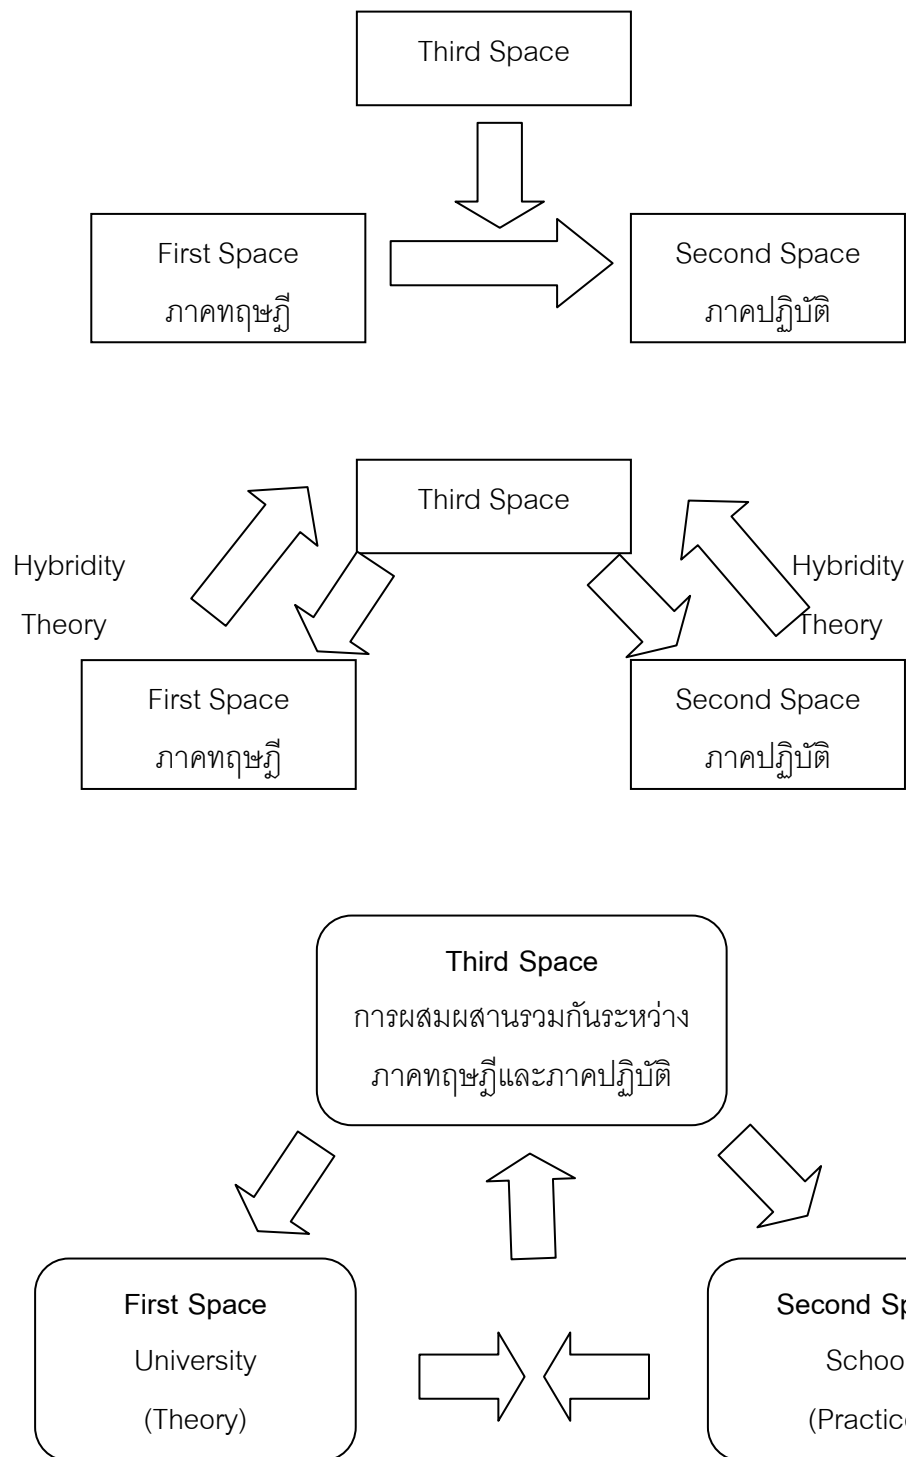 Third Space
First Space
ภาคทฤษฎี
Second Space
ภาคปฏิบัติ
Third Space
Hybridity
Theory
Hybridity
Theory
First Space
ภาคทฤษฎี
Second Space
ภาคปฏิบัติ
Third Space
การผสมผสานรวมกันระหว่าง
ภาคทฤษฎีและภาคปฏิบัติ
First Space
University
(Theory)
Second Sp
Schoo
(Practice